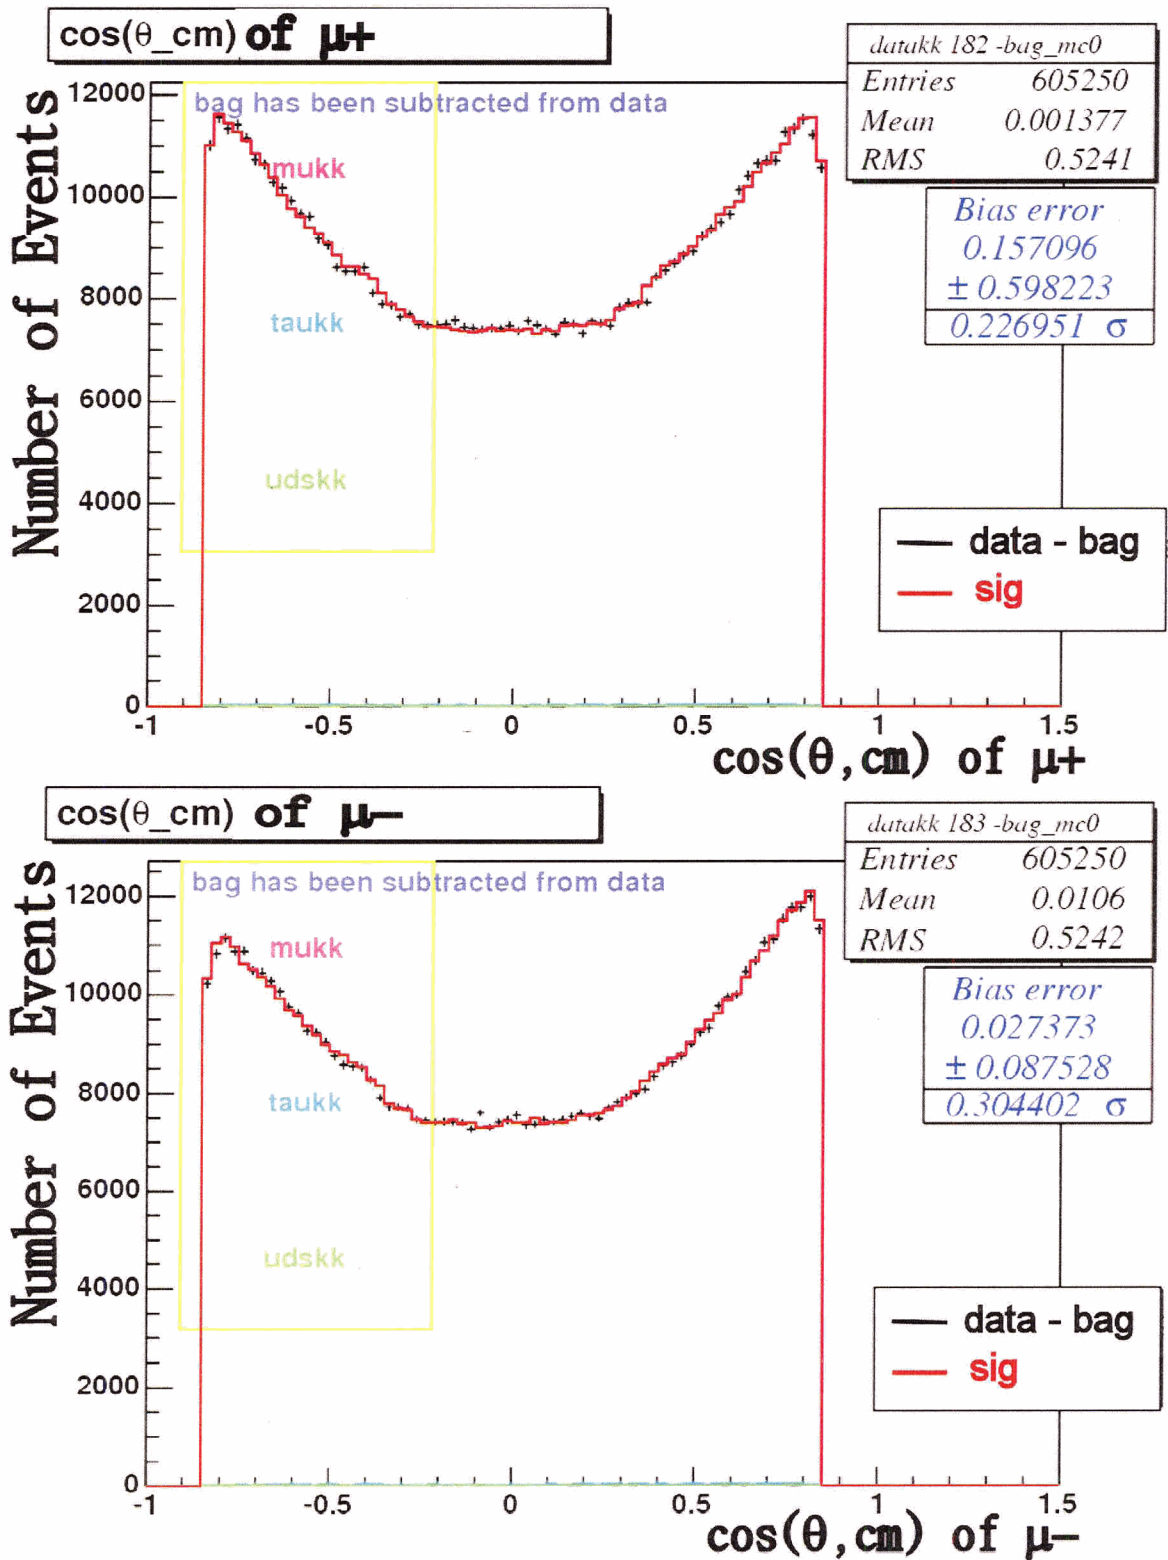 cos(θ_cm) of μ+
datakk 182 -bag_mc0
Entries 605250
Mean 0.001377
RMS 0.5241
Bias error
0.157096
± 0.598223
0.226951 σ
bag has been subtracted from data
mukk
taukk
udskk
Number of Events
12000
10000
8000
6000
4000
2000
0
data - bag
sig
-1 -0.5 0 0.5 1 1.5
cos(θ,cm) of μ+
cos(θ_cm) of μ−
datakk 183 -bag_mc0
Entries 605250
Mean 0.0106
RMS 0.5242
Bias error
0.027373
± 0.087528
0.304402 σ
bag has been subtracted from data
mukk
taukk
udskk
Number of Events
12000
10000
8000
6000
4000
2000
0
data - bag
sig
-1 -0.5 0 0.5 1 1.5
cos(θ,cm) of μ−